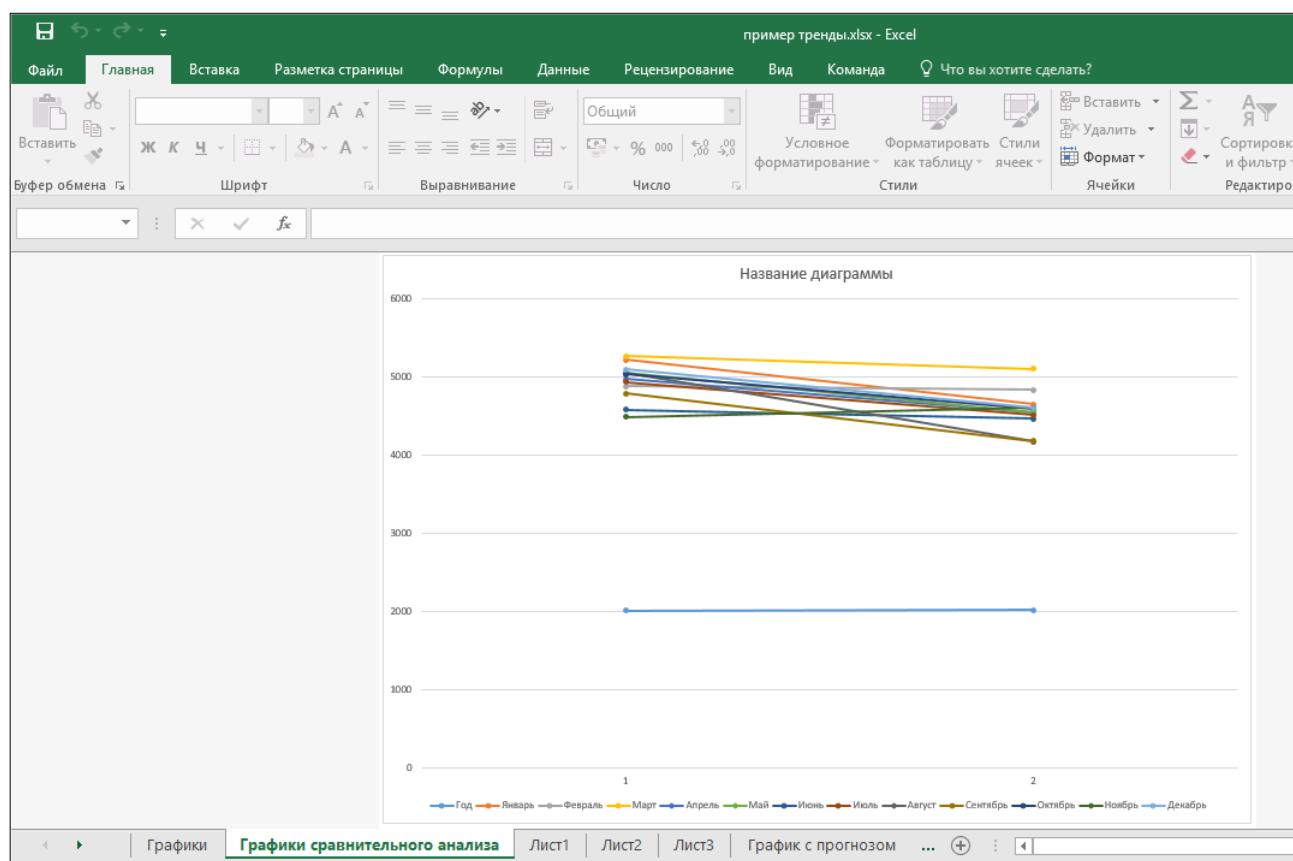 пример тренды.xlsx - Excel
Файл Главная Вставка Разметка страницы Формулы Данные Рецензирование Вид Команда Что вы хотите сделать?
Вставить
Ж К Ч
Общий
% 000
Условное форматирование
Форматировать как таблицу
Стили ячеек
Вставить
Удалить
Формат
Сортировк
и фильтр
Буфер обмена Шрифт Выравнивание Число Стили Ячейки Редактиро
fx
Название диаграммы
6000
5000
4000
3000
2000
1000
0
1 2
Год Январь Февраль Март Апрель Май Июнь Июль Август Сентябрь Октябрь Ноябрь Декабрь
Графики Графики сравнительного анализа Лист1 Лист2 Лист3 График с прогнозом ...